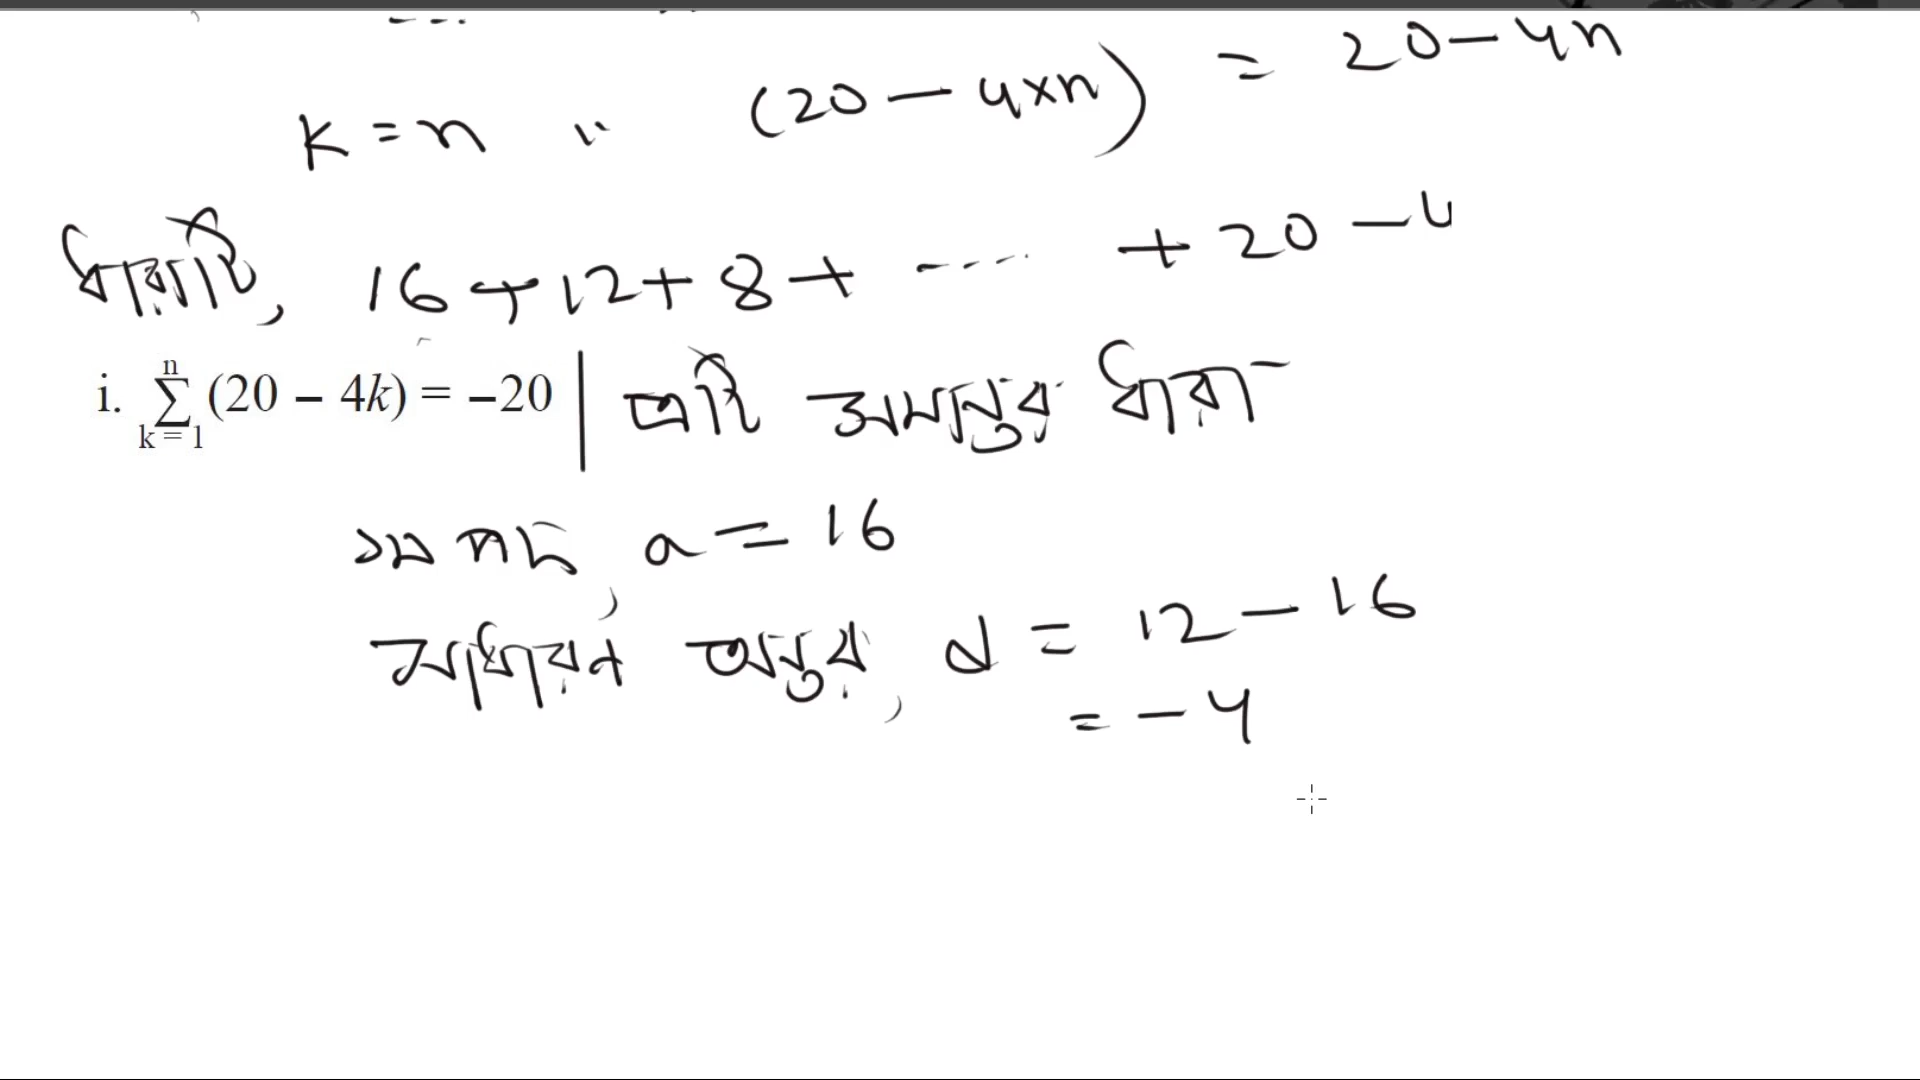 k = n " (20 - 4×n) = 20 - 4n
ধারাটি, 16 + 12 + 8 + ---- + 20 - 4
i. n∑k = 1 (20 – 4k) = –20 | এটি সমান্তর ধারা
১ম পদ, a = 16
সাধারণ অন্তর, d = 12 - 16
= - 4